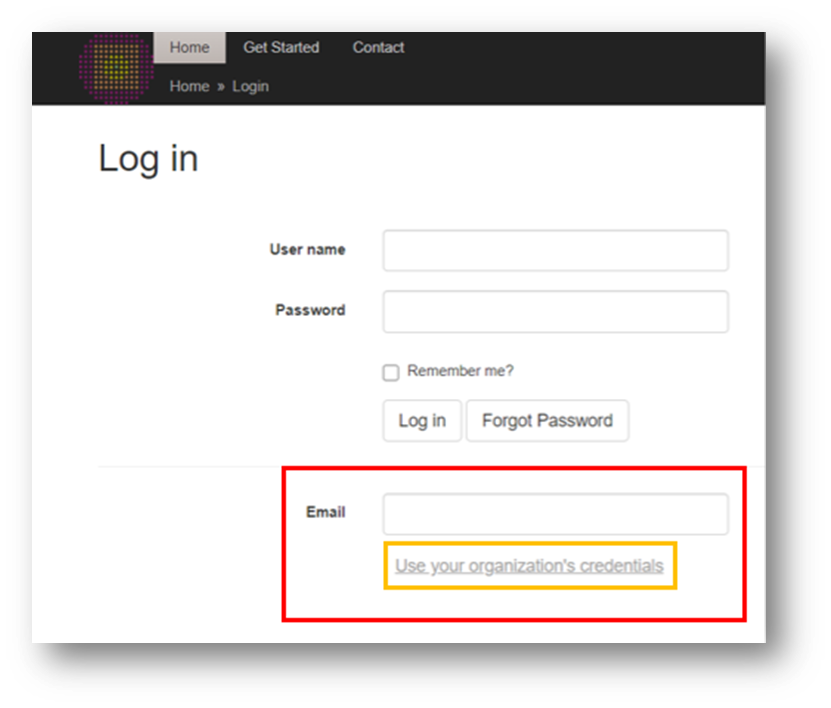 Home Get Started Contact
Home » Login
Log in
User name
Password
Remember me?
Log in Forgot Password
Email
Use your organization's credentials